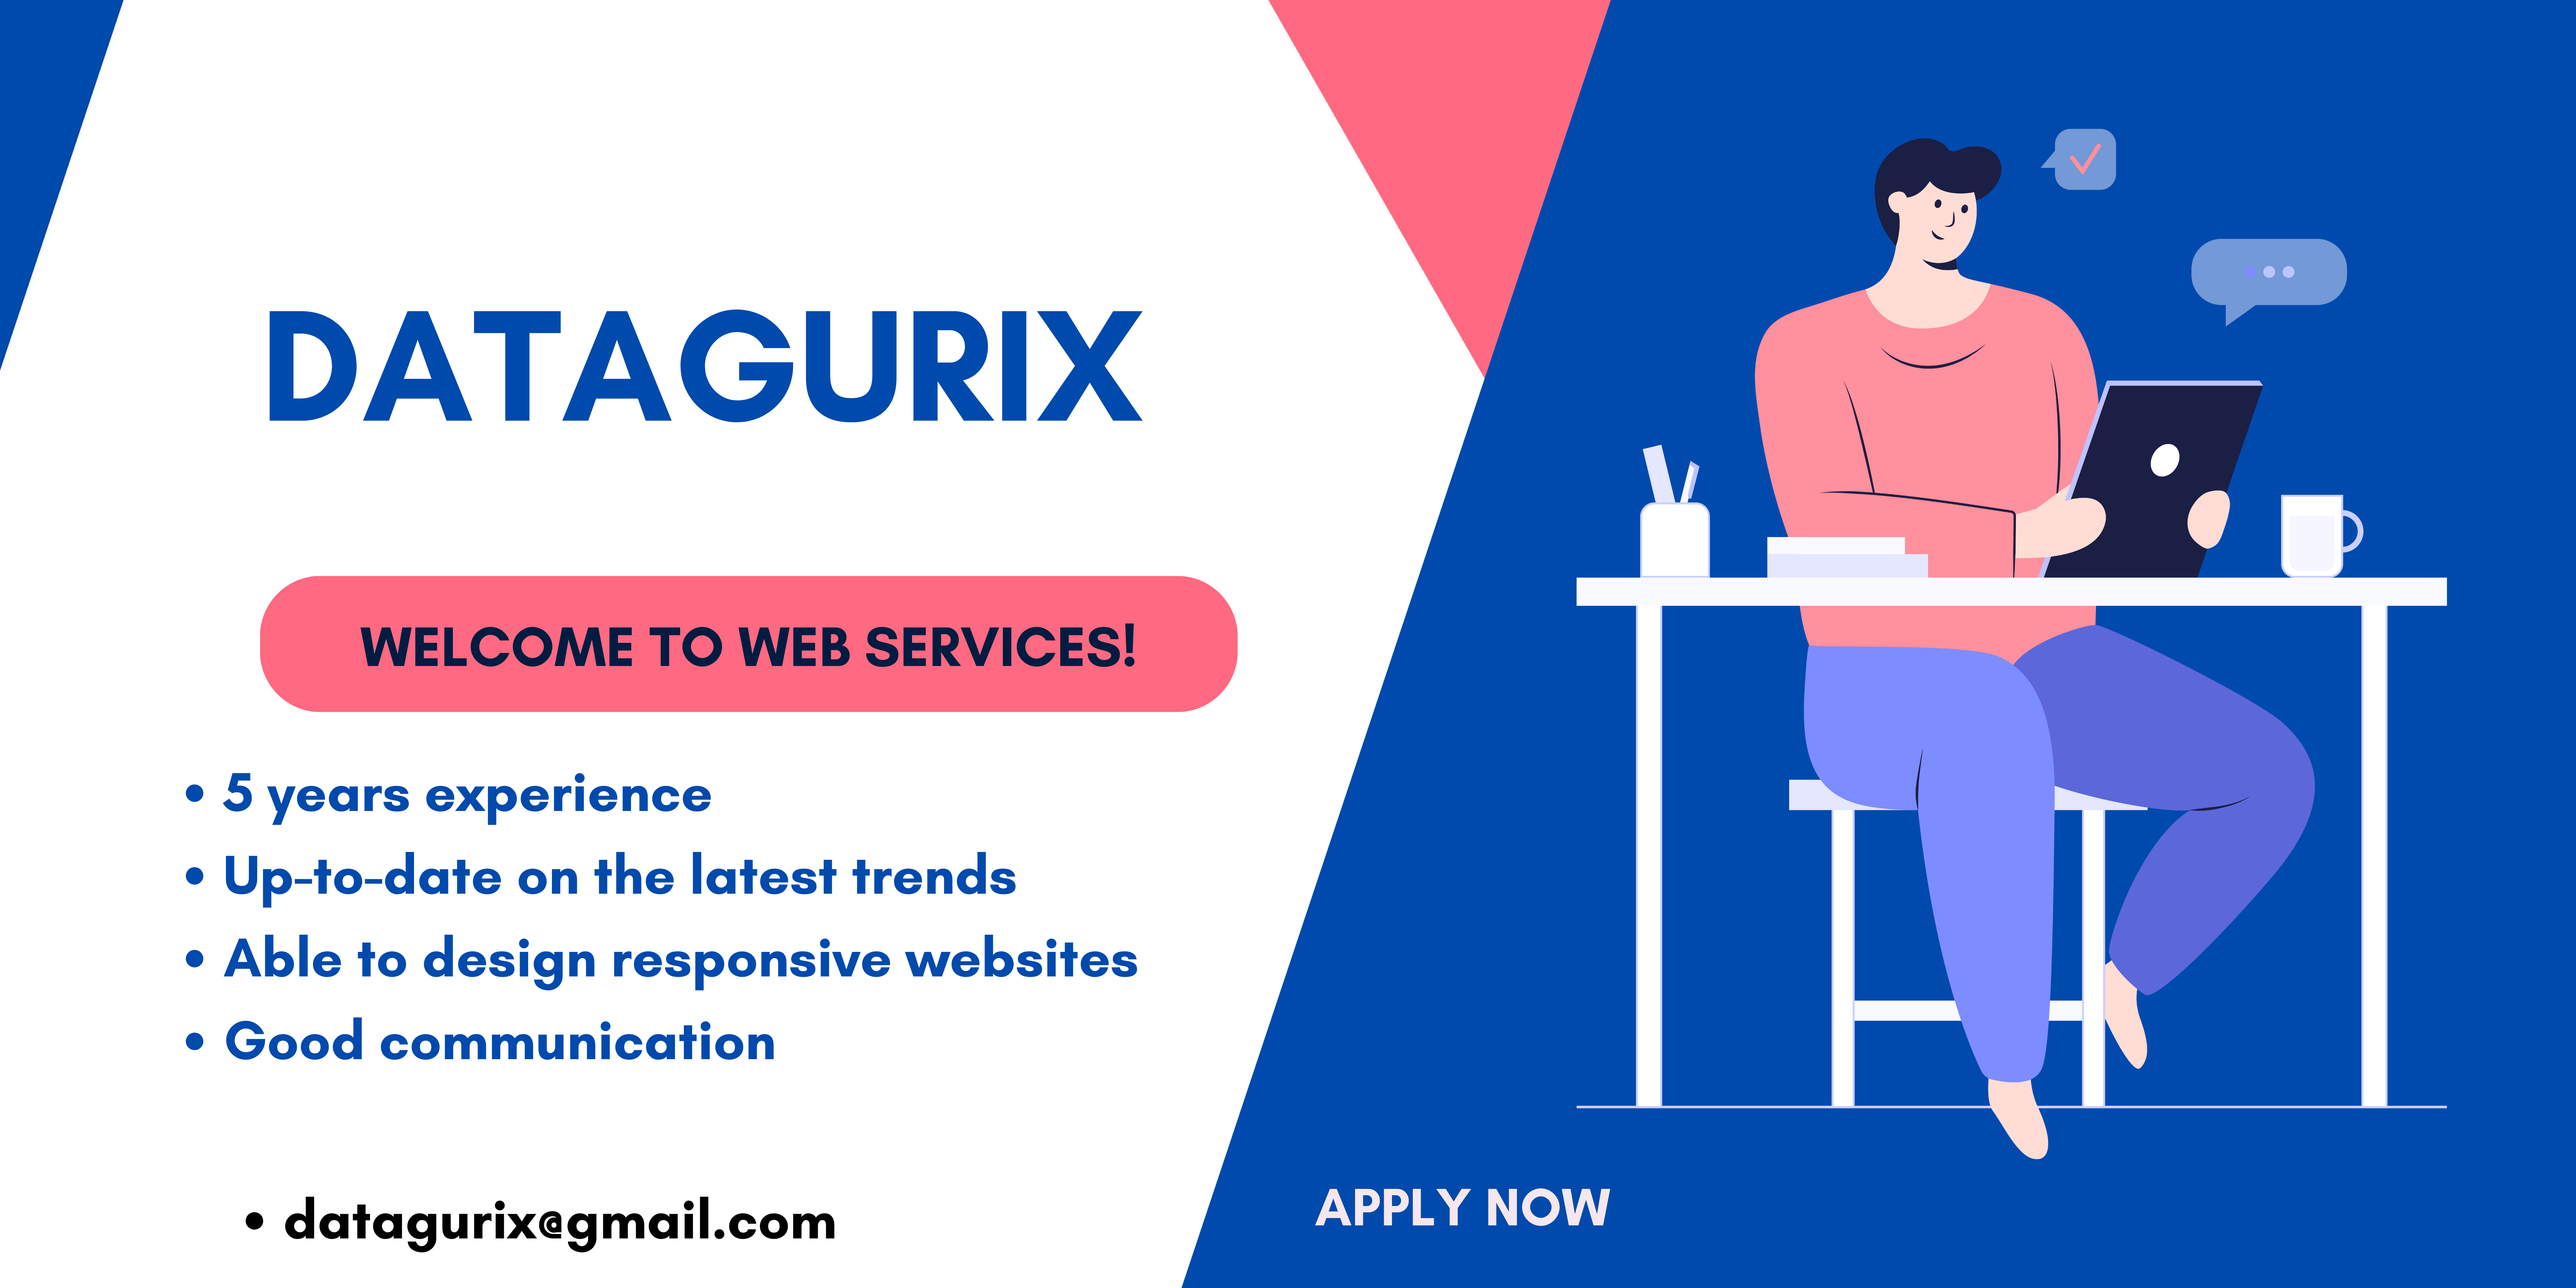 DATAGURIX
WELCOME TO WEB SERVICES!
• 5 years experience
• Up-to-date on the latest trends
• Able to design responsive websites
• Good communication
• datagurix@gmail.com
APPLY NOW